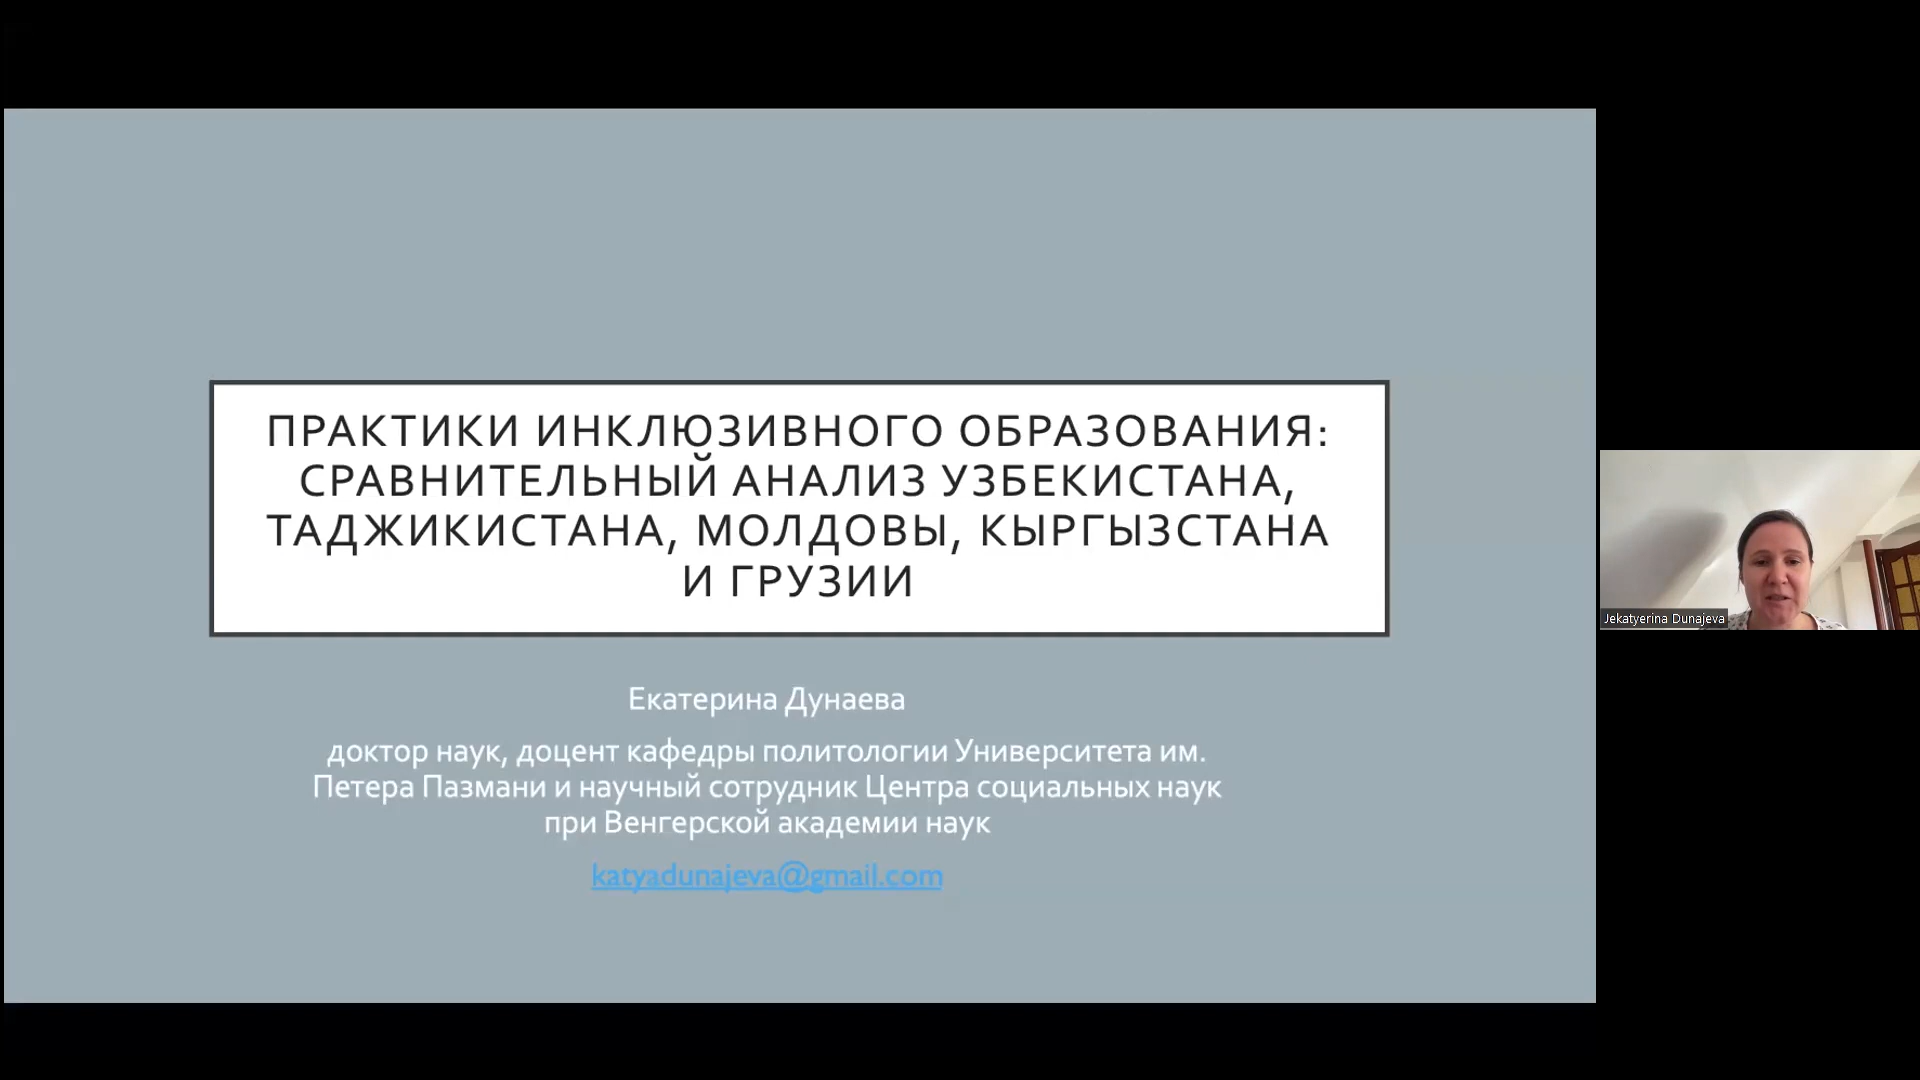 ПРАКТИКИ ИНКЛЮЗИВНОГО ОБРАЗОВАНИЯ:
СРАВНИТЕЛЬНЫЙ АНАЛИЗ УЗБЕКИСТАНА,
ТАДЖИКИСТАНА, МОЛДОВЫ, КЫРГЫЗСТАНА
И ГРУЗИИ
Екатерина Дунаева
доктор наук, доцент кафедры политологии Университета им.
Петера Пазмани и научный сотрудник Центра социальных наук
при Венгерской академии наук
katyadunajeva@gmail.com
Jekatyerina Dunajeva